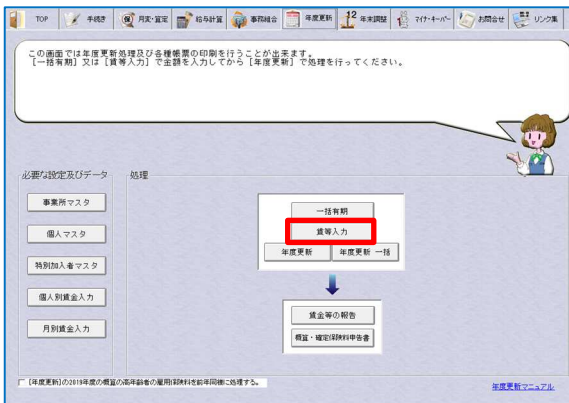 TOP 手続き 月変・算定 給与計算 事務組合 年度更新 12 年末調整 マイナンバー お問合せ リンク集
この画面では年度更新処理及び各種帳票の印刷を行うことが出来ます。
[一括有期] 又は [賃等入力] で金額を入力してから [年度更新] で処理を行ってください。
必要な設定及びデータ 処理
事業所マスタ
個人マスタ
特別加入者マスタ
個人別賃金入力
月別賃金入力
一括有期
賃等入力
年度更新 年度更新 一括
賃金等の報告
概算・確定保険料申告書
[年度更新]の2019年度の概算の高年齢者の雇用保険料を前年同様に処理する。
年度更新マニュアル